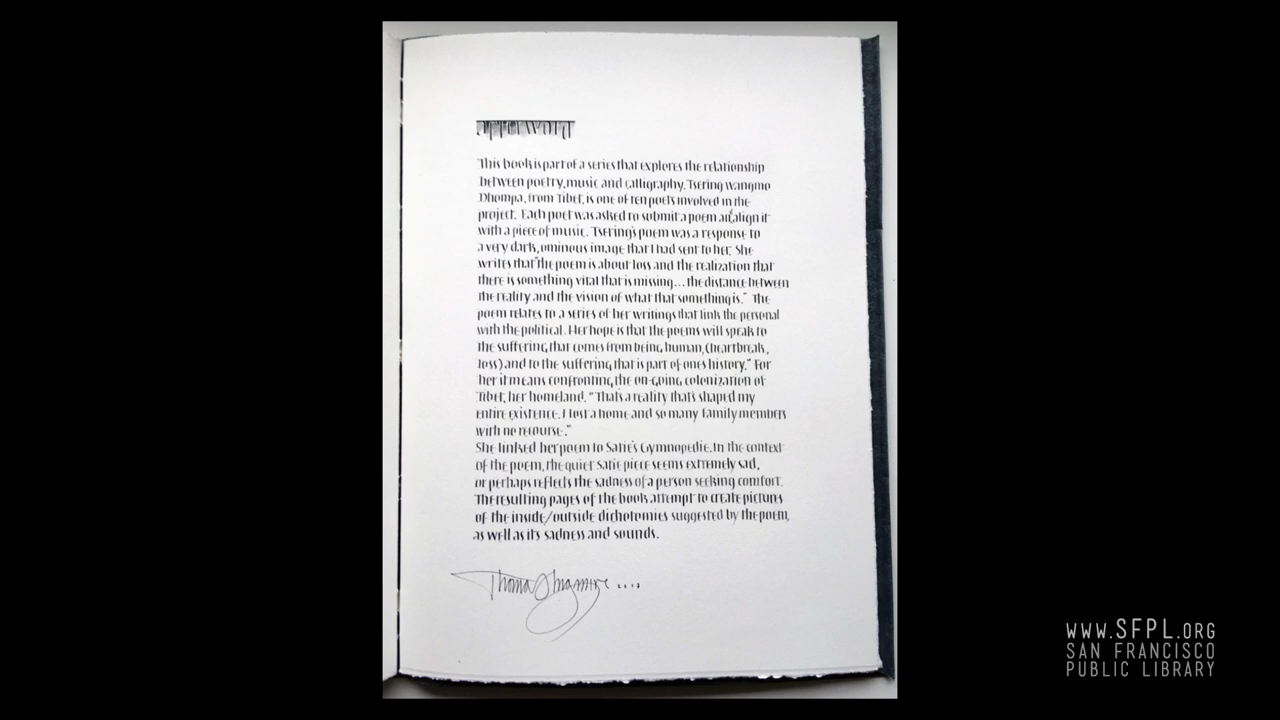 afterword
This book is part of a series that explores the relationship
between poetry, music and calligraphy. Tsering Wangmo
Dhompa, from Tibet, is one of ten poets involved in the
project. Each poet was asked to submit a poem an align it
with a piece of music. Tsering's poem was a response to
a very dark, ominous image that I had sent to her. She
writes that "the poem is about loss and the realization that
there is something vital that is missing... the distance between
the reality and the vision of what that something is." The
poem relates to a series of her writings that link the personal
with the political. Her hope is that the poems will speak to
the suffering that comes from being human, (heartbreak,
loss) and to the suffering that is part of ones history." For
her it means confronting the on-going colonization of
Tibet, her homeland. "That's a reality that's shaped my
entire existence. I lost a home and so many family members
with no recourse."
She linked her poem to Satie's Gymnopedie. In the context
of the poem, the quiet Satie piece seems extremely sad,
or perhaps reflects the sadness of a person seeking comfort.
The resulting pages of the book attempt to create pictures
of the inside/outside dichotomies suggested by the poem,
as well as its sadness and sounds.
Thomas Ingmire ....
WWW.SFPL.ORG
SAN FRANCISCO
PUBLIC LIBRARY